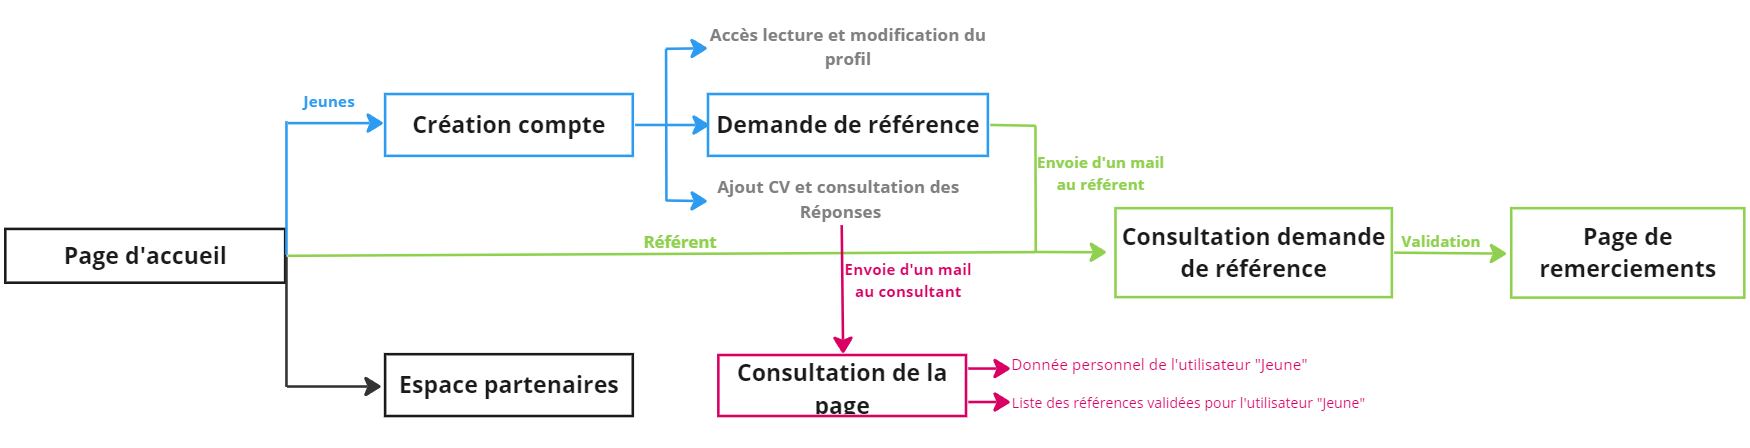 Accès lecture et modification du
profil
Jeunes
Création compte
Demande de référence
Envoie d'un mail
au référent
Ajout CV et consultation des
Réponses
Page d'accueil
Référent
Consultation demande
de référence
Validation
Page de
remerciements
Envoie d'un mail
au consultant
Espace partenaires
Consultation de la
page
Donnée personnel de l'utilisateur "Jeune"
Liste des références validées pour l'utilisateur "Jeune"